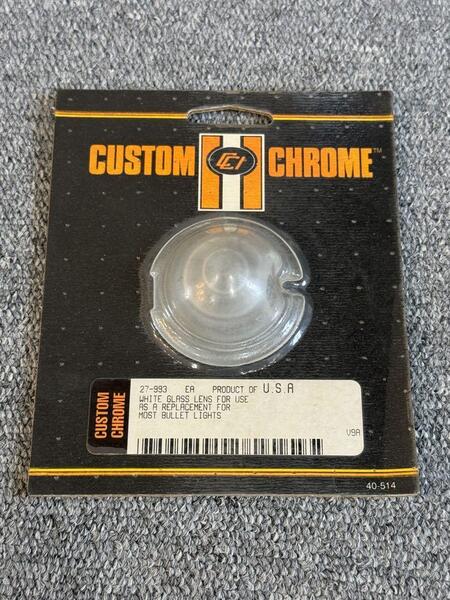 CUSTOM CCI CHROME™
27-993 EA PRODUCT OF U.S.A
WHITE GLASS LENS FOR USE
AS A REPLACEMENT FOR
MOST BULLET LIGHTS
CUSTOM
CHROME
V9A
40-514